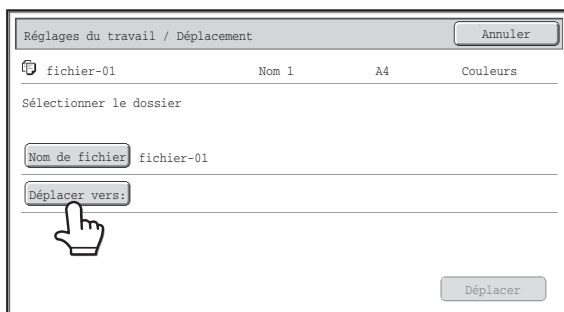 Réglages du travail / Déplacement
Annuler
fichier-01 Nom 1 A4 Couleurs
Sélectionner le dossier
Nom de fichier fichier-01
Déplacer vers:
Déplacer